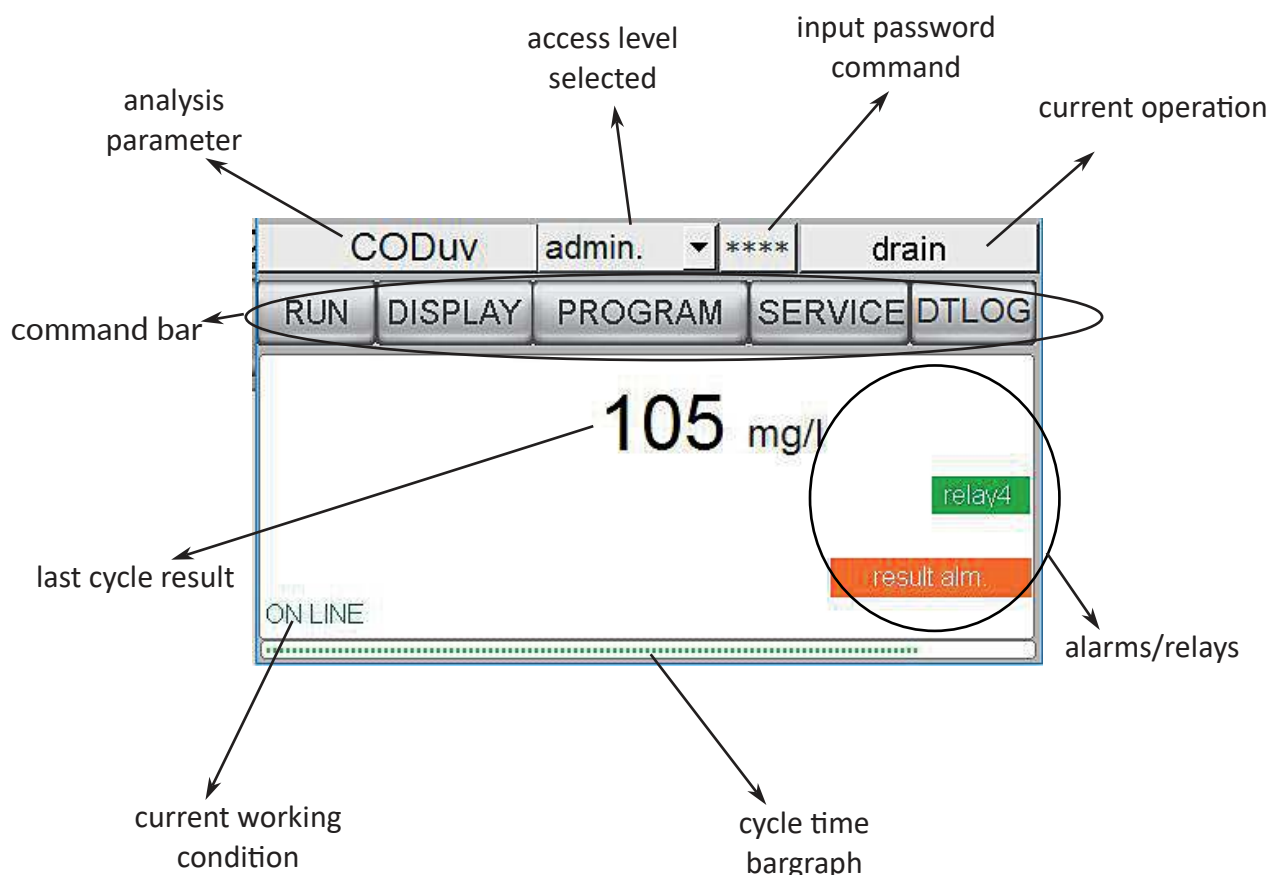 access level
selected
input password
command
analysis
parameter
current operation
CODuv admin. **** drain
command bar
RUN DISPLAY PROGRAM SERVICE DTLOG
105 mg/l
relay4
last cycle result
result alm.
ON LINE
alarms/relays
current working
condition
cycle time
bargraph